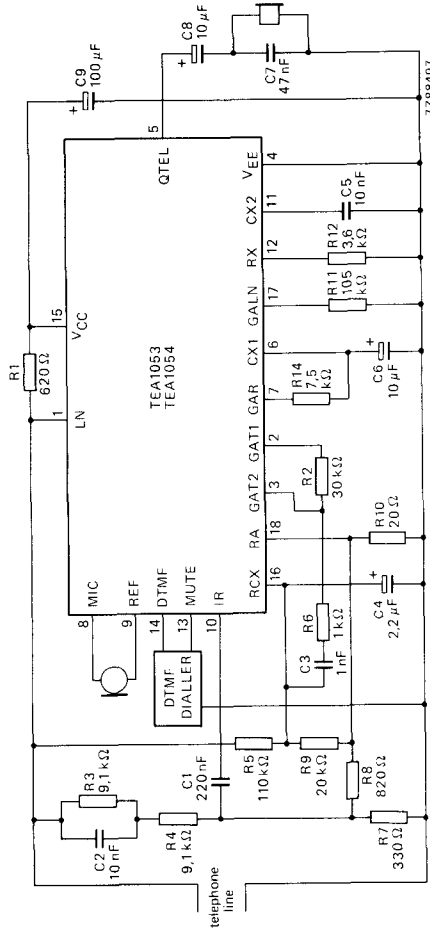 R1
620 Ω
C9
100 µF
+
C8
10 µF
+
C7
47 nF
1
LN
15
VCC
5
QTEL
TEA1053
TEA1054
8
MIC
9
REF
14
DTMF
13
MUTE
10
IR
DTMF
DIALLER
RCX
RA
GAT2
GAT1
GAR
CX1
GALN
RX
CX2
VEE
16
18
3
2
7
6
17
12
11
4
C2
10 nF
R3
9,1 kΩ
R4
9,1 kΩ
C1
220 nF
R5
110 kΩ
R9
20 kΩ
R8
820 Ω
R7
330 Ω
C3
1 nF
R6
1 kΩ
R2
30 kΩ
R14
7,5
kΩ
C4
2,2 µF
+
R10
20 Ω
C6
10 µF
+
R11
105
kΩ
R12
3,6
kΩ
C5
10 nF
telephone
line